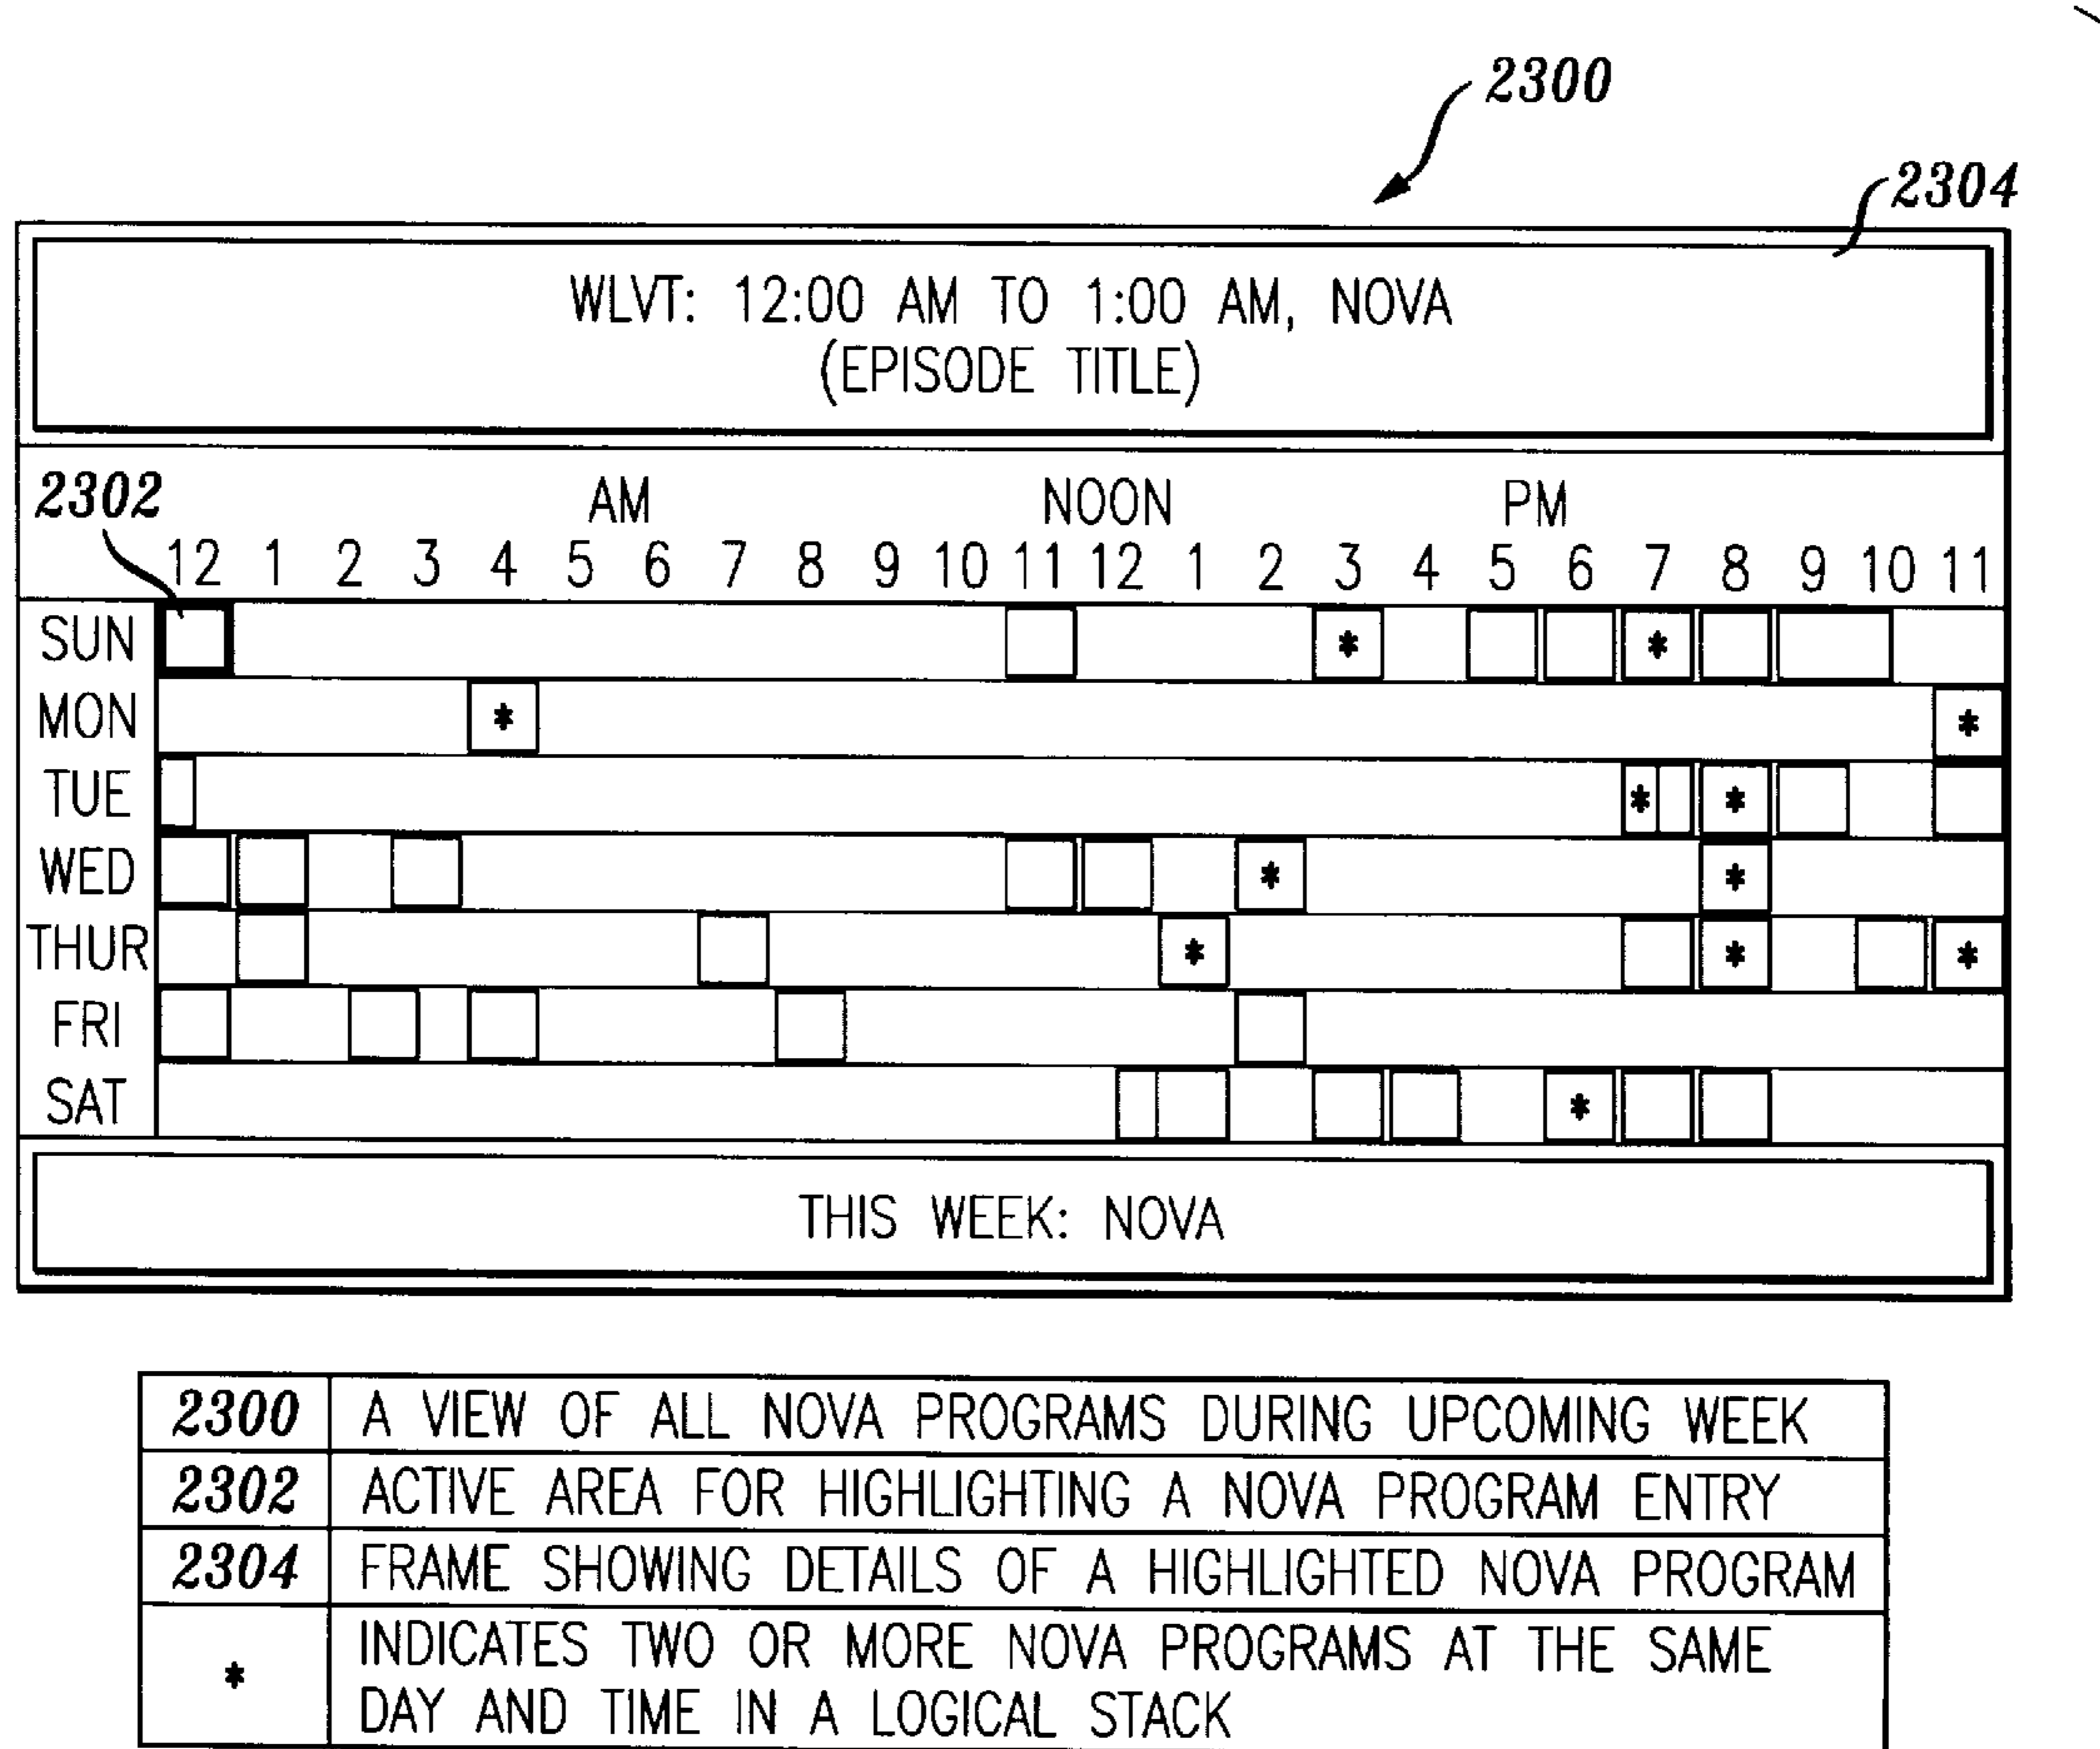 2300
2304
WLVT: 12:00 AM TO 1:00 AM, NOVA
(EPISODE TITLE)
2302
AM NOON PM
12 1 2 3 4 5 6 7 8 9 10 11 12 1 2 3 4 5 6 7 8 9 10 11
SUN * *
MON * *
TUE * *
WED * *
THUR * * *
FRI
SAT *
THIS WEEK: NOVA
2300 A VIEW OF ALL NOVA PROGRAMS DURING UPCOMING WEEK
2302 ACTIVE AREA FOR HIGHLIGHTING A NOVA PROGRAM ENTRY
2304 FRAME SHOWING DETAILS OF A HIGHLIGHTED NOVA PROGRAM
* INDICATES TWO OR MORE NOVA PROGRAMS AT THE SAME
DAY AND TIME IN A LOGICAL STACK